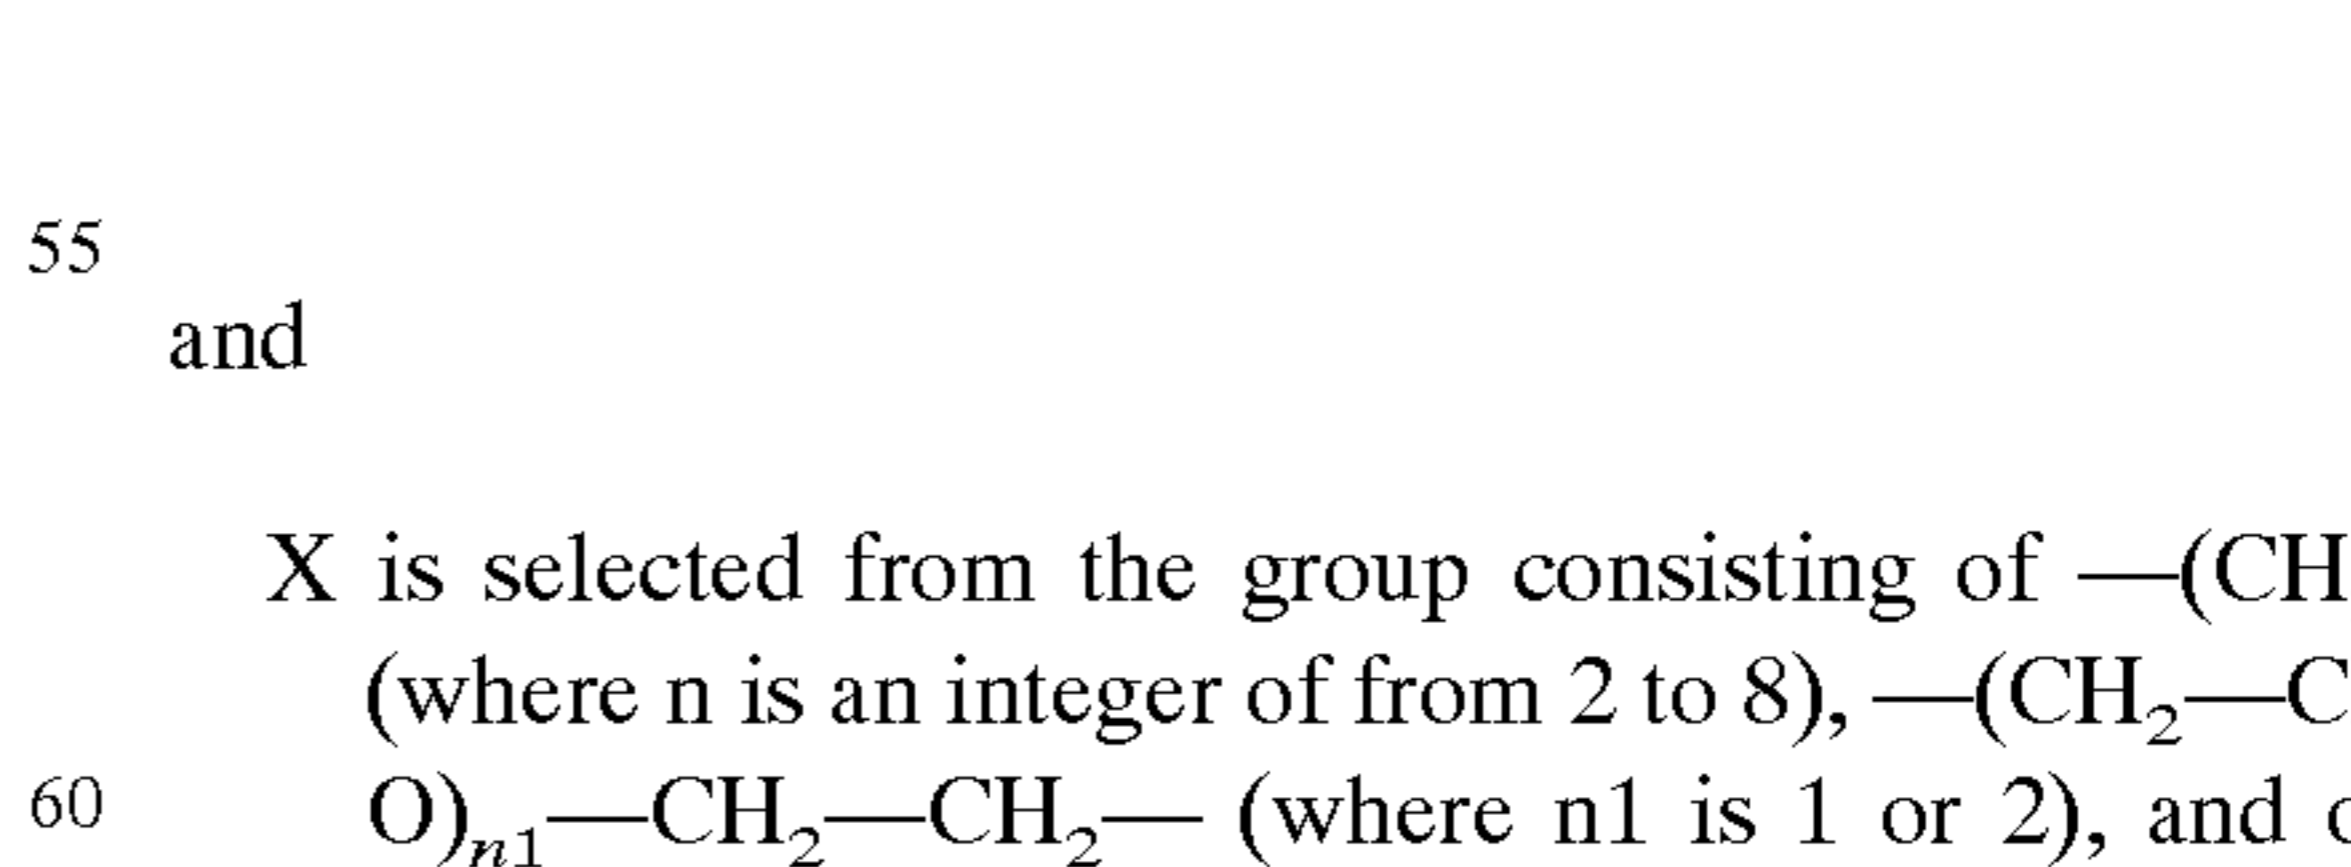 55
and
X is selected from the group consisting of —(CH
(where n is an integer of from 2 to 8), —(CH₂—C
60 O)ₙ₁—CH₂—CH₂— (where n1 is 1 or 2), and